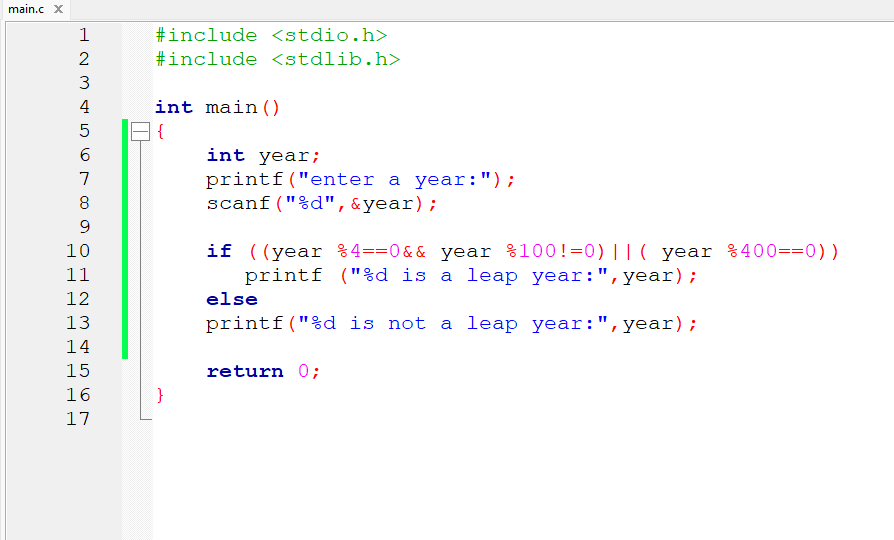 main.c x
1 #include <stdio.h>
2 #include <stdlib.h>
3
4 int main()
5 {
6     int year;
7     printf("enter a year:");
8     scanf("%d",&year);
9
10     if ((year %4==0&& year %100!=0)||( year %400==0))
11        printf ("%d is a leap year:",year);
12     else
13     printf("%d is not a leap year:",year);
14
15     return 0;
16 }
17